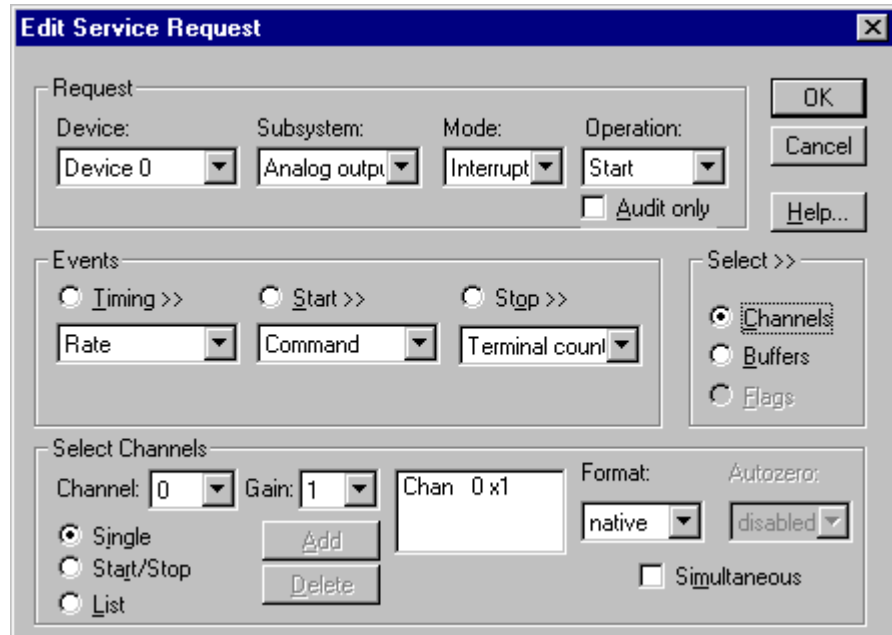 Edit Service Request
Request
OK
Device: Subsystem: Mode: Operation:
Cancel
Device 0 Analog outpu Interrupt Start
Audit only
Help...
Events
Select >>
Timing >> Start >> Stop >>
Channels
Rate Command Terminal count
Buffers
Flags
Select Channels
Channel: 0 Gain: 1 Chan 0 x1 Format: Autozero:
native disabled
Single Add
Start/Stop Delete Simultaneous
List